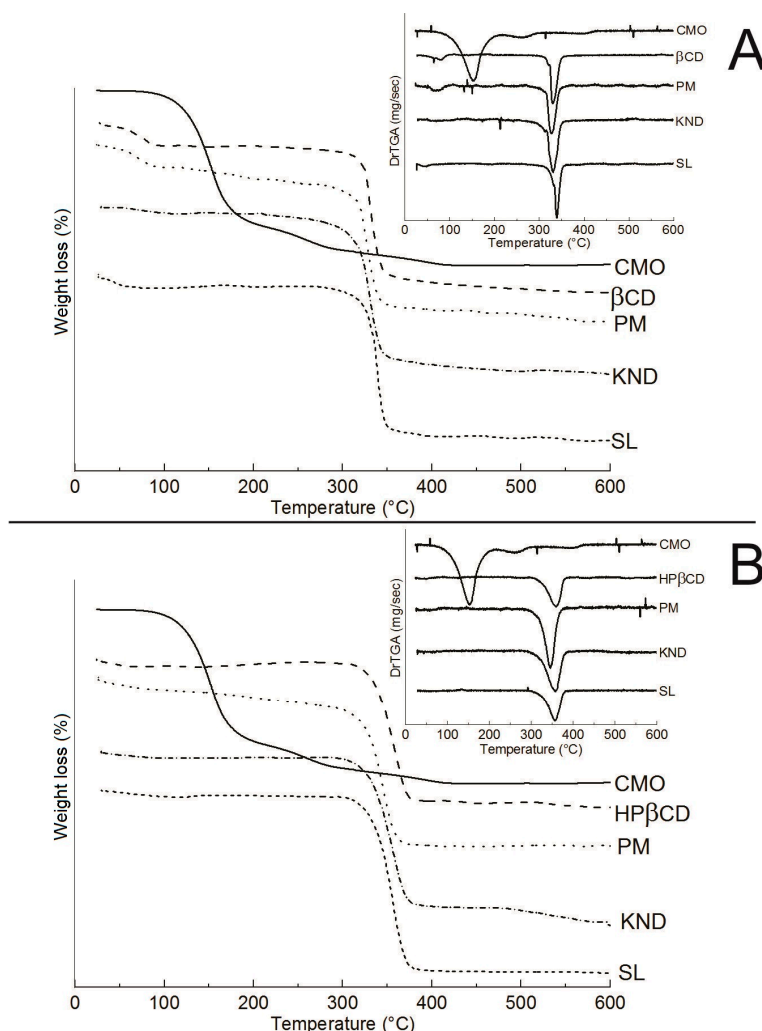 A
CMO
βCD
PM
KND
SL
DrTGA (mg/sec)
0 100 200 300 400 500 600
Temperature (°C)
Weight loss (%)
CMO
βCD
PM
KND
SL
0 100 200 300 400 500 600
Temperature (°C)
B
CMO
HPβCD
PM
KND
SL
DrTGA (mg/sec)
0 100 200 300 400 500 600
Temperature (°C)
Weight loss (%)
CMO
HPβCD
PM
KND
SL
0 100 200 300 400 500 600
Temperature (°C)